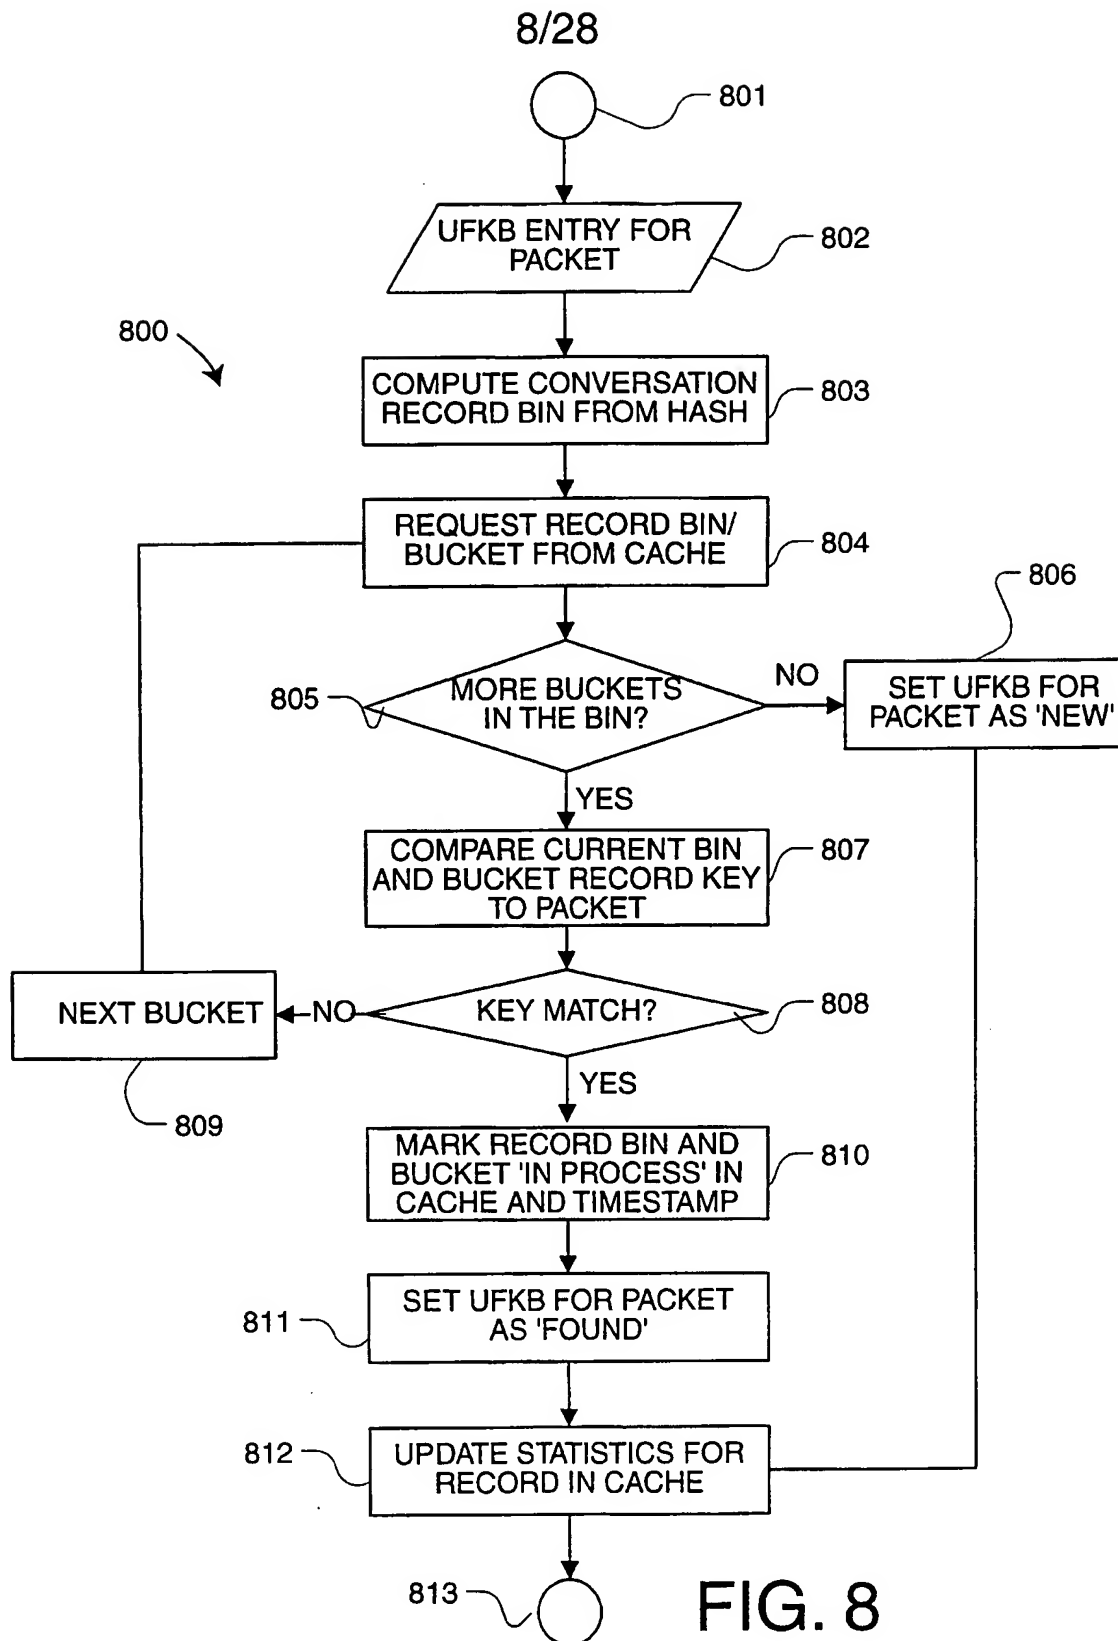 8/28
801
UFKB ENTRY FOR
PACKET
802
800
COMPUTE CONVERSATION
RECORD BIN FROM HASH
803
REQUEST RECORD BIN/
BUCKET FROM CACHE
804
806
805
MORE BUCKETS
IN THE BIN?
NO
SET UFKB FOR
PACKET AS 'NEW'
YES
COMPARE CURRENT BIN
AND BUCKET RECORD KEY
TO PACKET
807
NEXT BUCKET
NO
KEY MATCH?
808
YES
809
MARK RECORD BIN AND
BUCKET 'IN PROCESS' IN
CACHE AND TIMESTAMP
810
SET UFKB FOR PACKET
AS 'FOUND'
811
812
UPDATE STATISTICS FOR
RECORD IN CACHE
813
FIG. 8